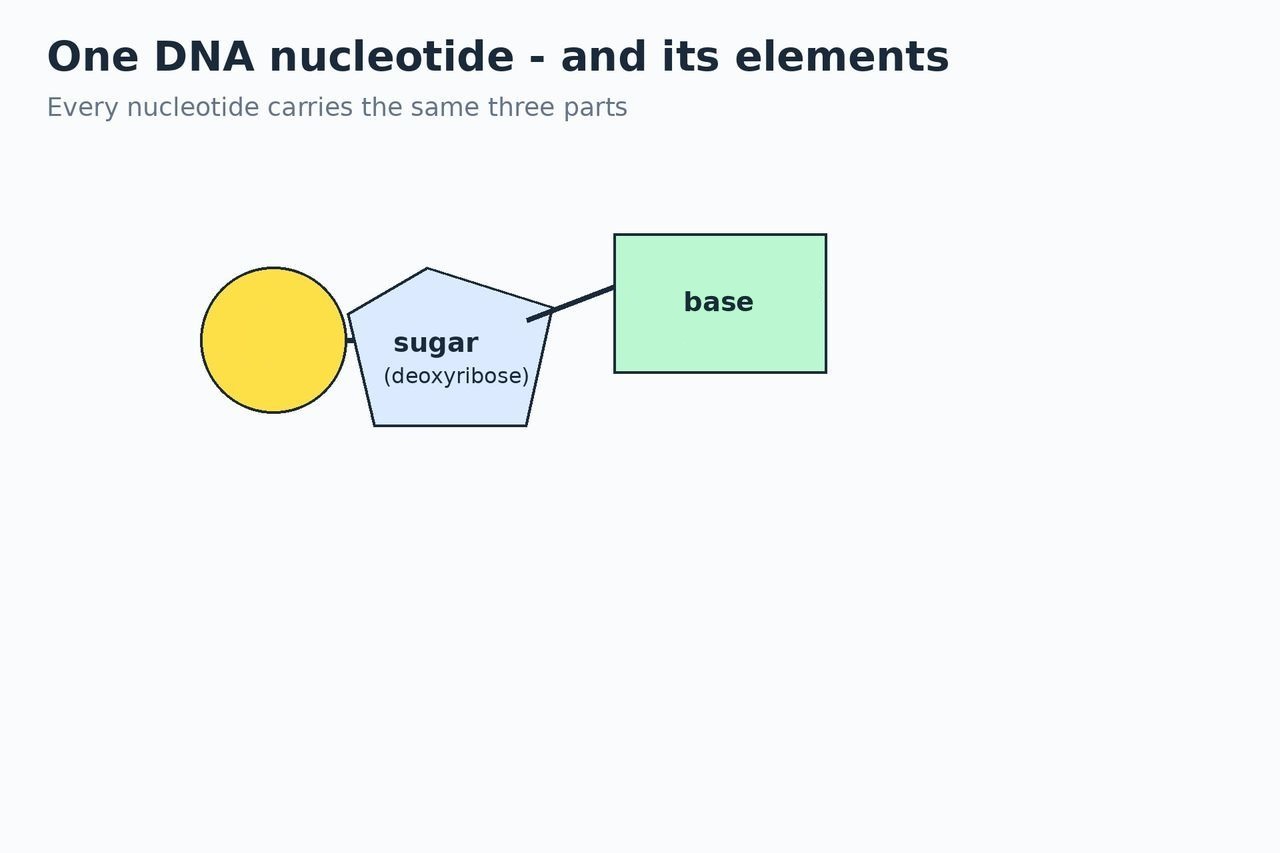 One DNA nucleotide - and its elements
Every nucleotide carries the same three parts
base
sugar
(deoxyribose)